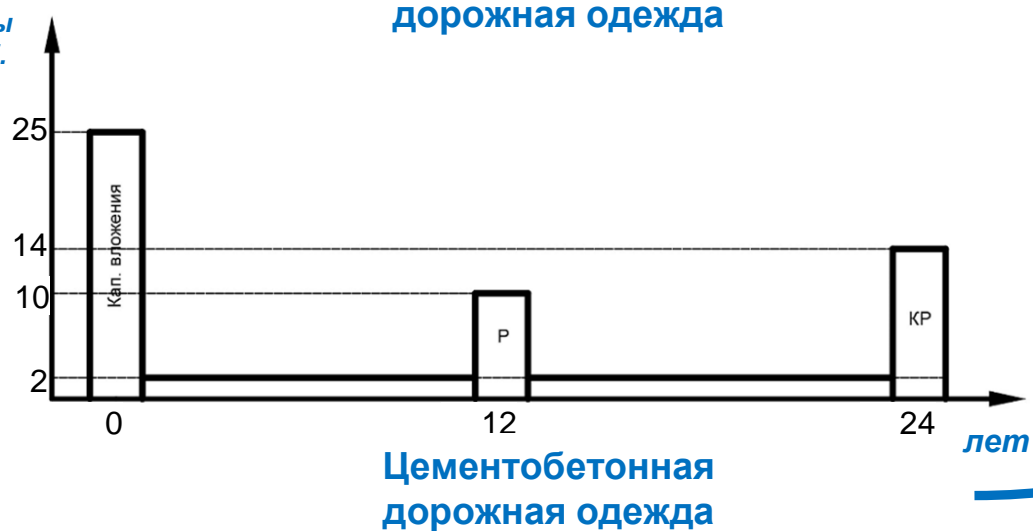 дорожная одежда
ы
.
25
Кап. вложения
14
10
Р
КР
2
0
12
24
лет
Цементобетонная
дорожная одежда